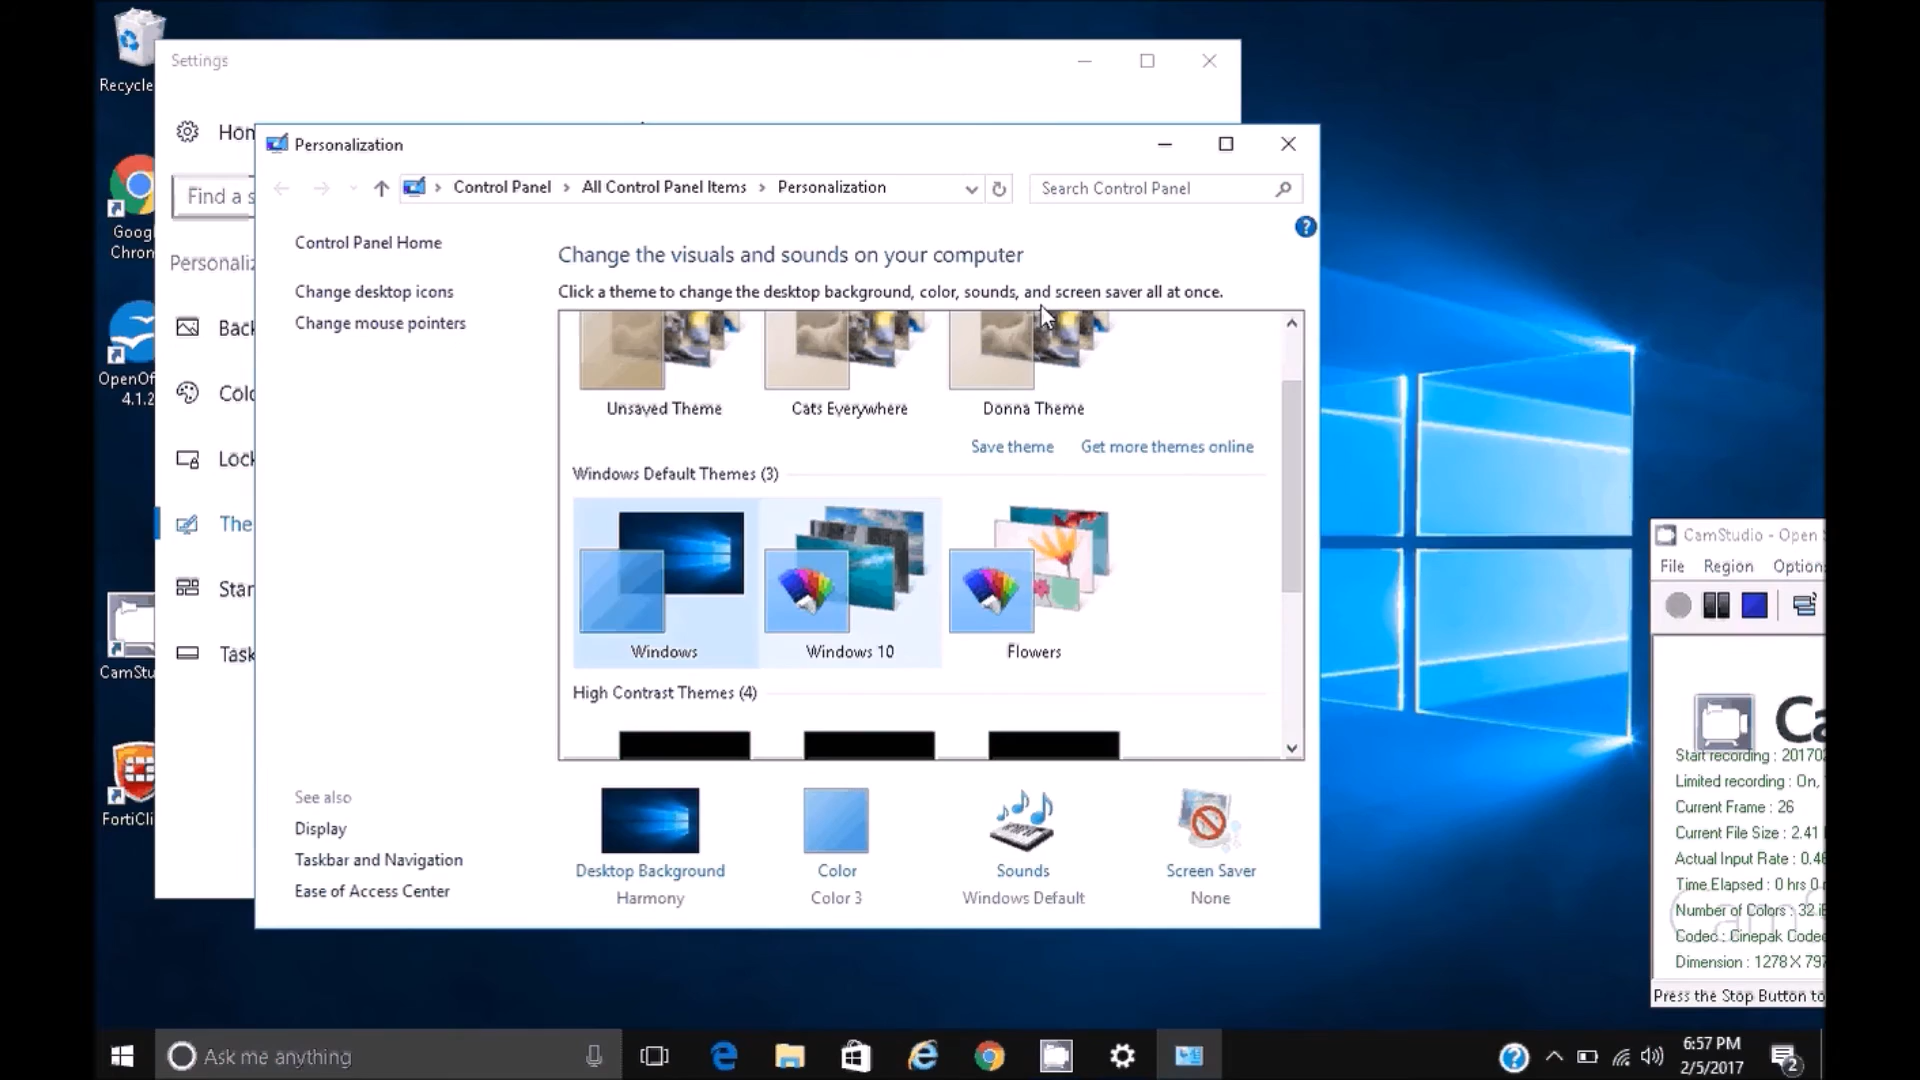 Recycle
Settings
Hom
Find a s
Personaliz
Back
Colo
Lock
The
Star
Task
Googl
Chrom
OpenOf
4.1.2
CamStu
FortiCli
Personalization
Control Panel > All Control Panel Items > Personalization
Search Control Panel
Control Panel Home
Change desktop icons
Change mouse pointers
Change the visuals and sounds on your computer
Click a theme to change the desktop background, color, sounds, and screen saver all at once.
Unsaved Theme
Cats Everywhere
Donna Theme
Save theme
Get more themes online
Windows Default Themes (3)
Windows
Windows 10
Flowers
High Contrast Themes (4)
See also
Display
Taskbar and Navigation
Ease of Access Center
Desktop Background
Harmony
Color
Color 3
Sounds
Windows Default
Screen Saver
None
CamStudio - Open
File Region Option
Ca
Start recording : 20170
Limited recording : On,
Current Frame : 26
Current File Size : 2.41
Actual Input Rate : 0.46
Time Elapsed : 0 hrs 0
Number of Colors : 32
Codec : Cinepak Codec
Dimension : 1278 X 797
Press the Stop Button to
Ask me anything
6:57 PM
2/5/2017
2